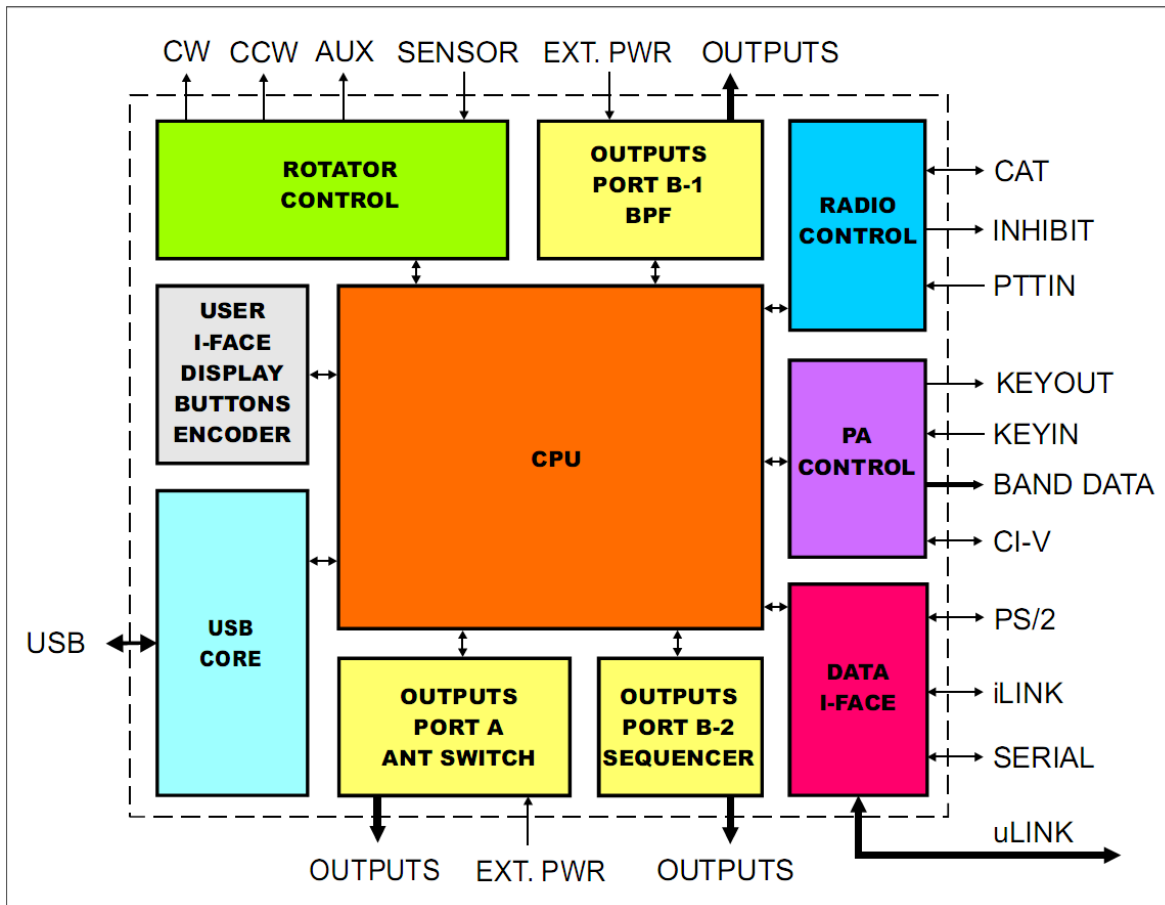 CW
CCW
AUX
SENSOR
EXT. PWR
OUTPUTS
ROTATOR
CONTROL
OUTPUTS
PORT B-1
BPF
RADIO
CONTROL
CAT
INHIBIT
PTTIN
USER
I-FACE
DISPLAY
BUTTONS
ENCODER
CPU
PA
CONTROL
KEYOUT
KEYIN
BAND DATA
CI-V
USB
USB
CORE
OUTPUTS
PORT A
ANT SWITCH
OUTPUTS
PORT B-2
SEQUENCER
DATA
I-FACE
PS/2
iLINK
SERIAL
uLINK
OUTPUTS
EXT. PWR
OUTPUTS